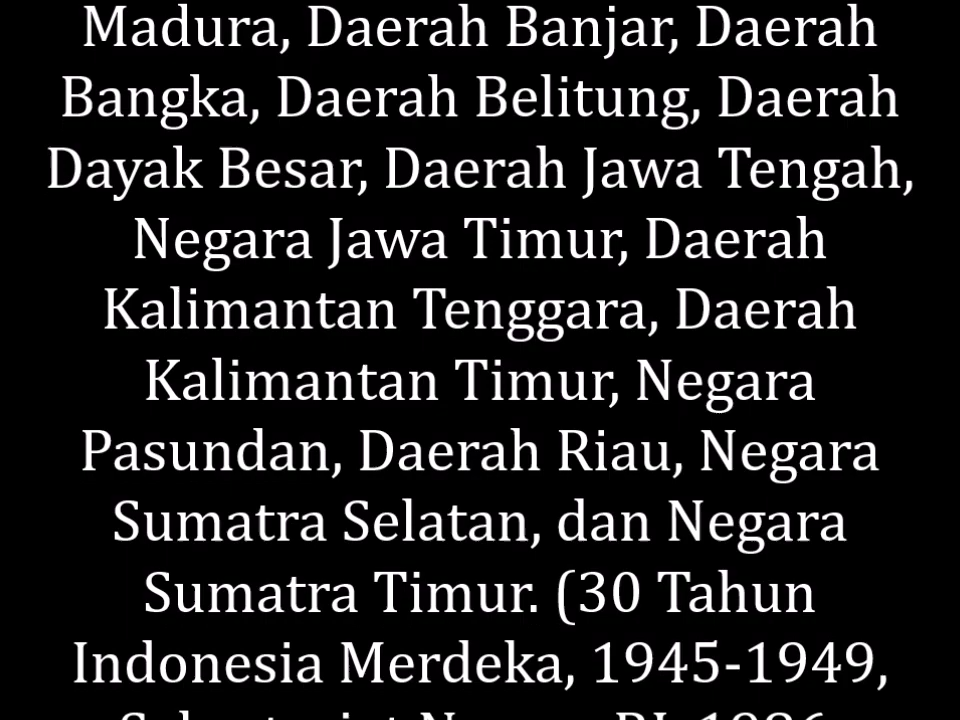 Madura, Daerah Banjar, Daerah
Bangka, Daerah Belitung, Daerah
Dayak Besar, Daerah Jawa Tengah,
Negara Jawa Timur, Daerah
Kalimantan Tenggara, Daerah
Kalimantan Timur, Negara
Pasundan, Daerah Riau, Negara
Sumatra Selatan, dan Negara
Sumatra Timur. (30 Tahun
Indonesia Merdeka, 1945-1949,